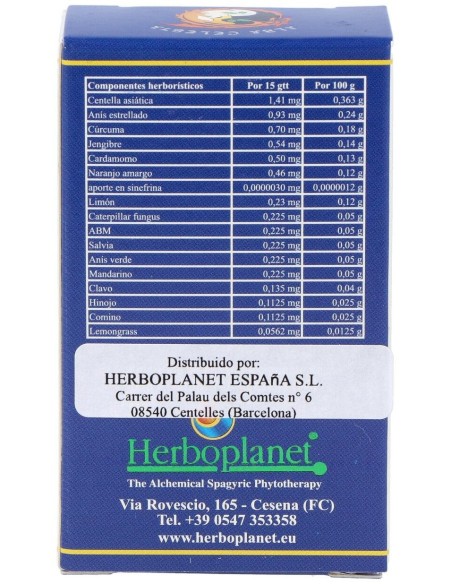 ALMA CELESTA
Componentes herborísticos Por 15 gtt Por 100 g
Centella asiática 1,41 mg 0,363 g
Anís estrellado 0,93 mg 0,24 g
Cúrcuma 0,70 mg 0,18 g
Jengibre 0,54 mg 0,14 g
Cardamomo 0,50 mg 0,13 g
Naranjo amargo 0,46 mg 0,12 g
aporte en sinefrina 0,0000030 mg 0,0000012 g
Limón 0,23 mg 0,12 g
Caterpillar fungus 0,225 mg 0,05 g
ABM 0,225 mg 0,05 g
Salvia 0,225 mg 0,05 g
Anís verde 0,225 mg 0,05 g
Mandarino 0,225 mg 0,05 g
Clavo 0,135 mg 0,04 g
Hinojo 0,1125 mg 0,025 g
Comino 0,1125 mg 0,025 g
Lemongrass 0,0562 mg 0,0125 g
Distribuido por:
HERBOPLANET ESPAñA S.L.
Carrer del Palau dels Comtes n° 6
08540 Centelles (Barcelona)
Herboplanet
The Alchemical Spagyric Phytotherapy
Via Rovescio, 165 - Cesena (FC)
Tel. +39 0547 353358
www.herboplanet.eu